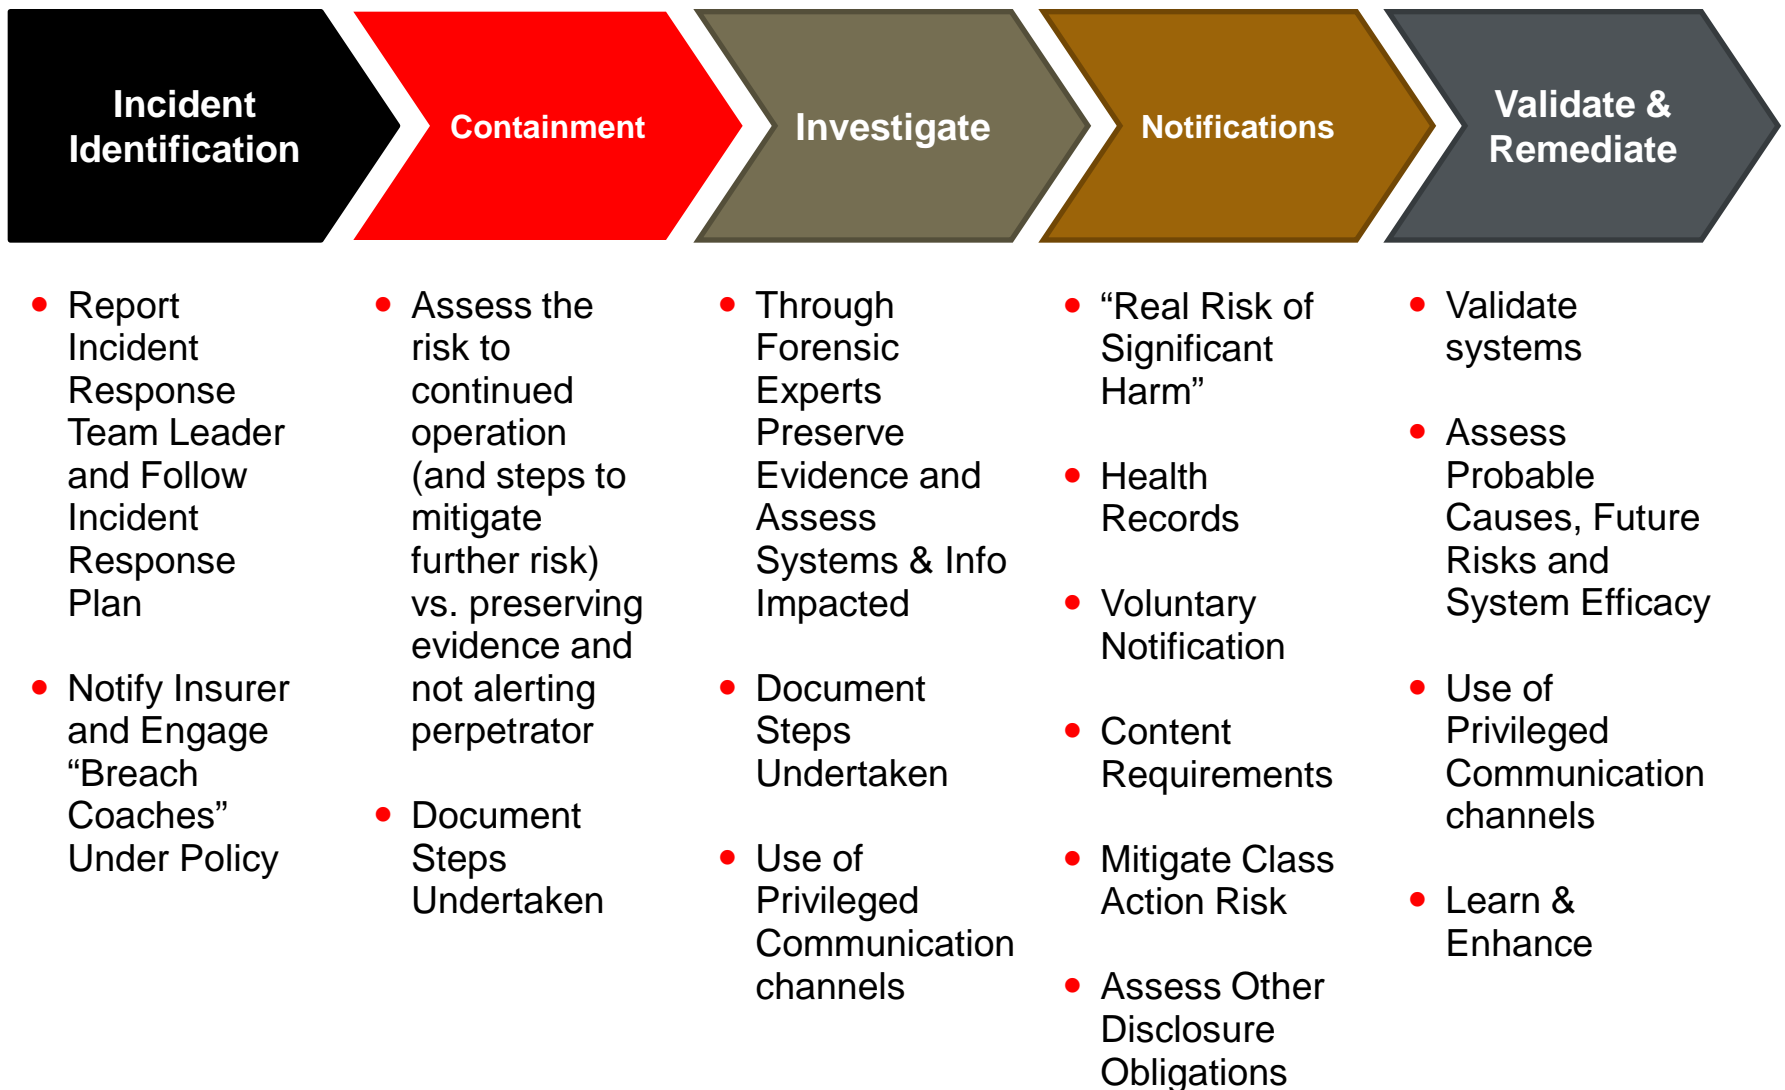 Incident
Identification
Containment
Investigate
Notifications
Validate &
Remediate
• Report
Incident
Response
Team Leader
and Follow
Incident
Response
Plan
• Notify Insurer
and Engage
“Breach
Coaches”
Under Policy
• Assess the
risk to
continued
operation
(and steps to
mitigate
further risk)
vs. preserving
evidence and
not alerting
perpetrator
• Document
Steps
Undertaken
• Through
Forensic
Experts
Preserve
Evidence and
Assess
Systems & Info
Impacted
• Document
Steps
Undertaken
• Use of
Privileged
Communication
channels
• “Real Risk of
Significant
Harm”
• Health
Records
• Voluntary
Notification
• Content
Requirements
• Mitigate Class
Action Risk
• Assess Other
Disclosure
Obligations
• Validate
systems
• Assess
Probable
Causes, Future
Risks and
System Efficacy
• Use of
Privileged
Communication
channels
• Learn &
Enhance